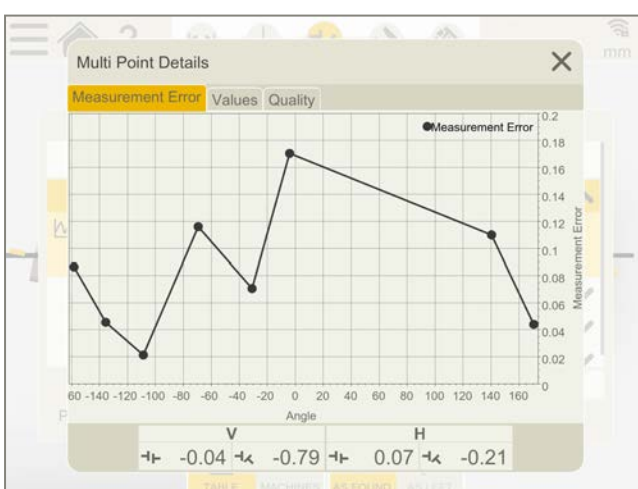 ?
mm
Multi Point Details
Measurement Error Values Quality
Measurement Error
0.2
0.18
0.16
0.14
0.12
0.1
0.08
0.06
0.04
0.02
0
Measurement Error
60 -140 -120 -100 -80 -60 -40 -20 0 20 40 60 80 100 120 140 160
Angle
P
V H
-0.04 -0.79 0.07 -0.21
TABLE MACHINES AS FOUND AS LEFT